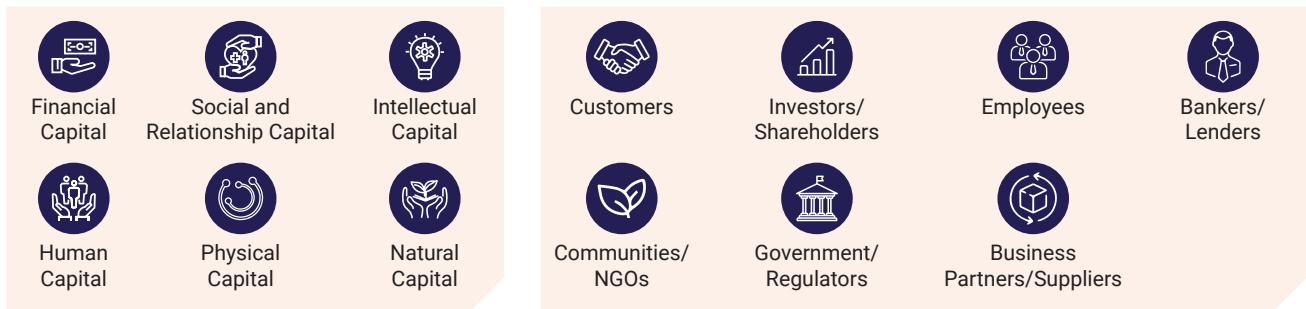 Financial
Capital
Social and
Relationship Capital
Intellectual
Capital
Human
Capital
Physical
Capital
Natural
Capital
Customers
Investors/
Shareholders
Employees
Bankers/
Lenders
Communities/
NGOs
Government/
Regulators
Business
Partners/Suppliers